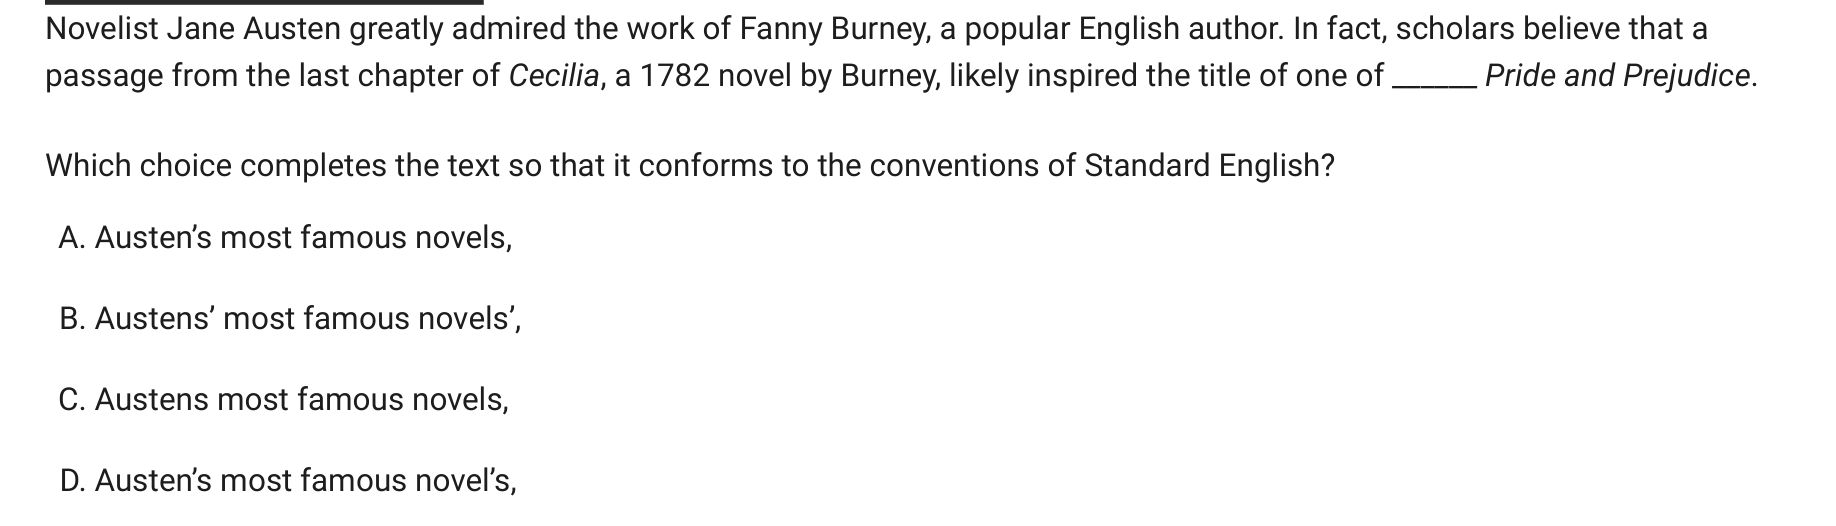 Novelist Jane Austen greatly admired the work of Fanny Burney, a popular English author. In fact, scholars believe that a
passage from the last chapter of Cecilia, a 1782 novel by Burney, likely inspired the title of one of ______ Pride and Prejudice.
Which choice completes the text so that it conforms to the conventions of Standard English?
A. Austen’s most famous novels,
B. Austens’ most famous novels’,
C. Austens most famous novels,
D. Austen’s most famous novel’s,